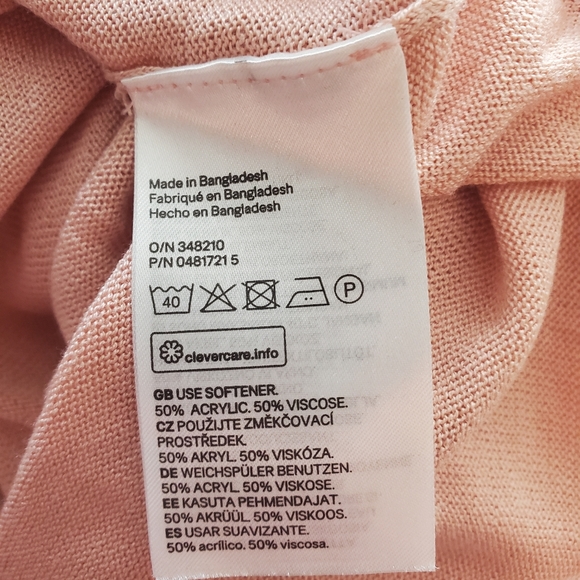 Made in Bangladesh
Fabriqué en Bangladesh
Hecho en Bangladesh
O/N 348210
P/N 0481721 5
40
P
clevercare.info
GB USE SOFTENER.
50% ACRYLIC. 50% VISCOSE.
CZ POUŽIJTE ZMĚKČOVACÍ
PROSTŘEDEK.
50% AKRYL. 50% VISKÓZA.
DE WEICHSPÜLER BENUTZEN.
50% ACRYL. 50% VISKOSE.
EE KASUTA PEHMENDAJAT.
50% AKRÜÜL. 50% VISKOOS.
ES USAR SUAVIZANTE.
50% acrílico. 50% viscosa.